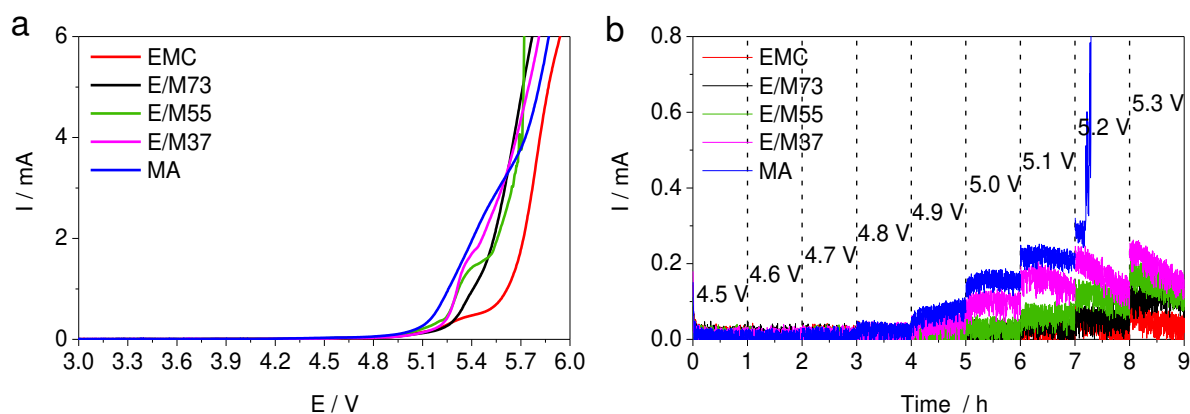 a
I / mA
6
4
2
0
EMC
E/M73
E/M55
E/M37
MA
3.0 3.3 3.6 3.9 4.2 4.5 4.8 5.1 5.4 5.7 6.0
E / V
b
I / mA
0.8
0.6
0.4
0.2
0.0
EMC
E/M73
E/M55
E/M37
MA
4.5 V
4.6 V
4.7 V
4.8 V
4.9 V
5.0 V
5.1 V
5.2 V
5.3 V
0 1 2 3 4 5 6 7 8 9
Time / h